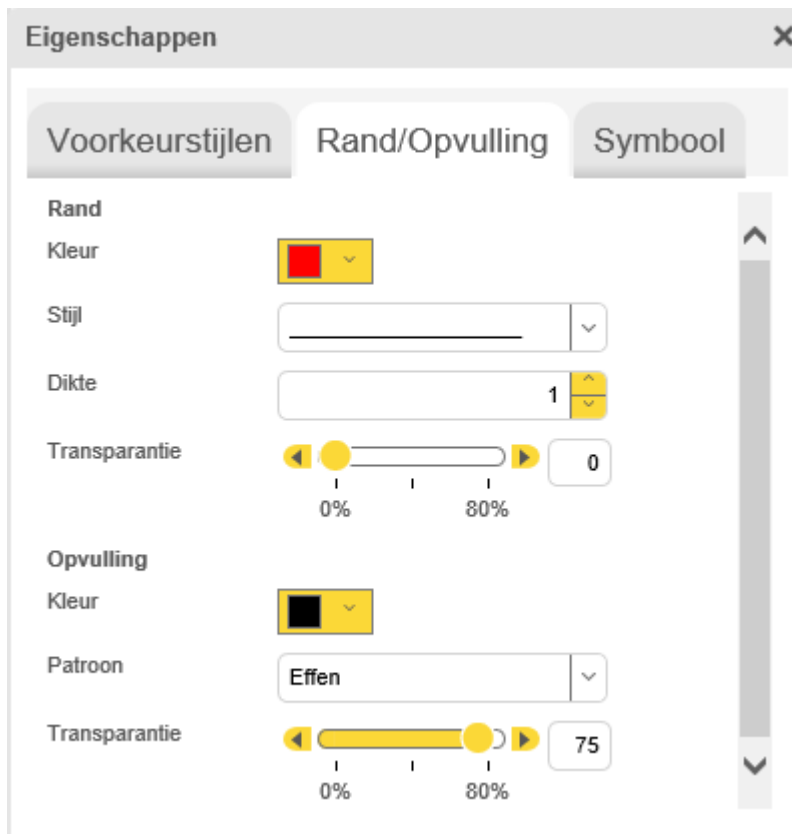 Eigenschappen
Voorkeurstijlen Rand/Opvulling Symbool
Rand
Kleur
Stijl
Dikte 1
Transparantie 0
0% 80%
Opvulling
Kleur
Patroon Effen
Transparantie 75
0% 80%